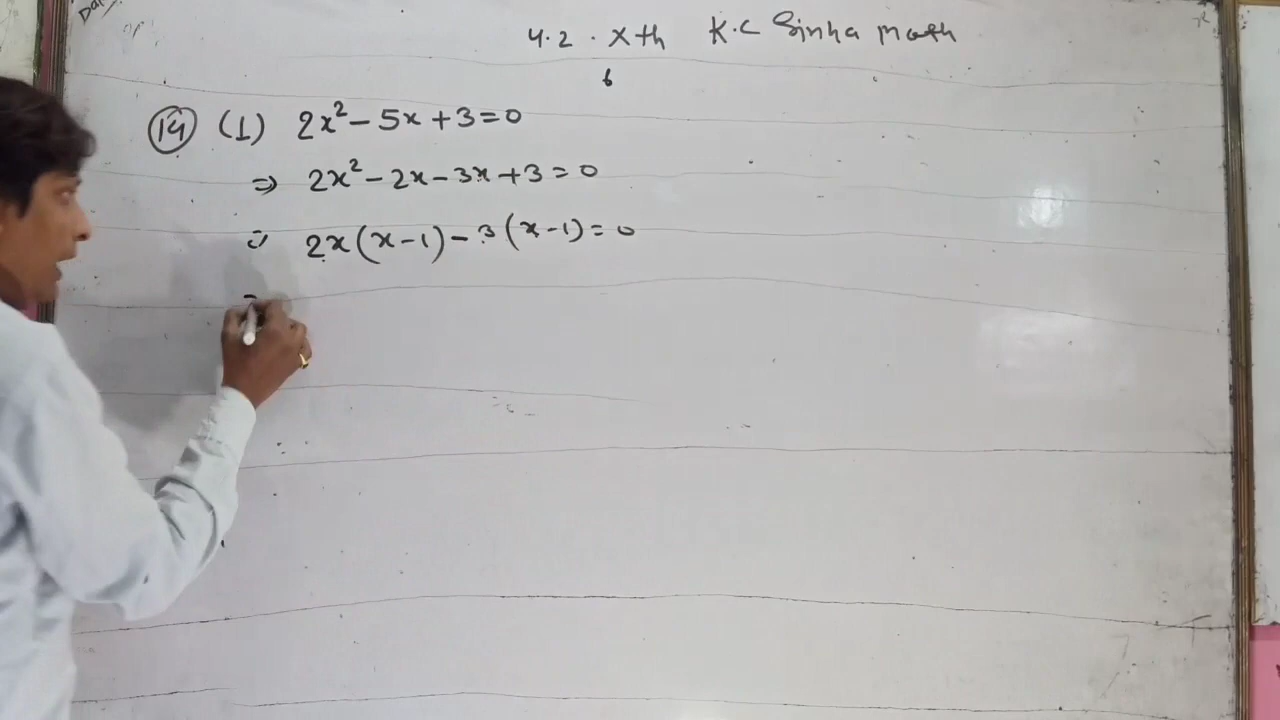 4.2 . Xth K.C Sinha math
6
14 (1) 2x² - 5x + 3 = 0
⇒ 2x² - 2x - 3x + 3 = 0
⇒ 2x(x-1) - 3(x-1) = 0